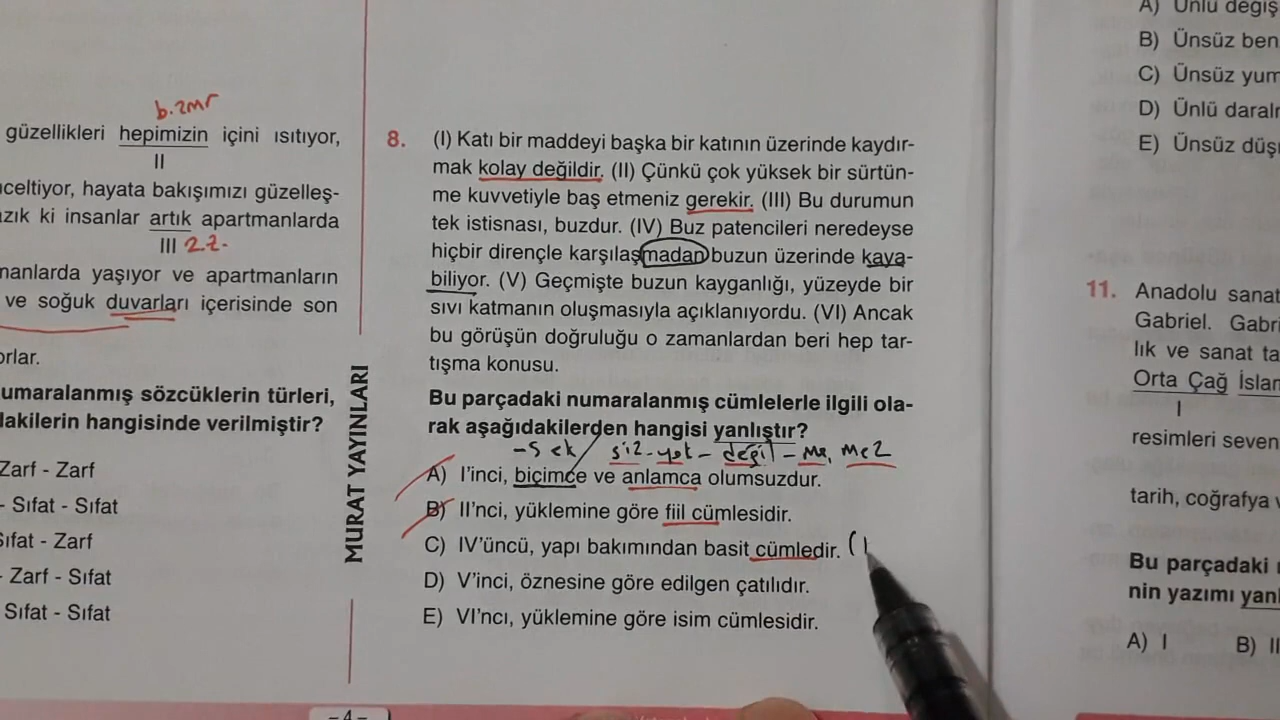 b.zmr
güzellikleri hepimizin içini ısıtıyor,
II
nceltiyor, hayata bakışımızı güzelleş-
azık ki insanlar artık apartmanlarda
III z.z.
manlarda yaşıyor ve apartmanların
ve soğuk duvarları içerisinde son
orlar.
umaralanmış sözcüklerin türleri,
dakilerin hangisinde verilmiştir?
Zarf - Zarf
- Sıfat - Sıfat
Sıfat - Zarf
- Zarf - Sıfat
Sıfat - Sıfat
MURAT YAYINLARI
8. (I) Katı bir maddeyi başka bir katının üzerinde kaydır-
mak kolay değildir. (II) Çünkü çok yüksek bir sürtün-
me kuvvetiyle baş etmeniz gerekir. (III) Bu durumun
tek istisnası, buzdur. (IV) Buz patencileri neredeyse
hiçbir dirençle karşılaşmadan buzun üzerinde kaya-
biliyor. (V) Geçmişte buzun kayganlığı, yüzeyde bir
sıvı katmanın oluşmasıyla açıklanıyordu. (VI) Ancak
bu görüşün doğruluğu o zamanlardan beri hep tar-
tışma konusu.
Bu parçadaki numaralanmış cümlelerle ilgili ola-
rak aşağıdakilerden hangisi yanlıştır?
-s ek siz-yok-değil-ma, mez
A) I'inci, biçimce ve anlamca olumsuzdur.
B) II'nci, yüklemine göre fiil cümlesidir.
C) IV'üncü, yapı bakımından basit cümledir. (
D) V'inci, öznesine göre edilgen çatılıdır.
E) VI'ncı, yüklemine göre isim cümlesidir.
-4-
A) Ünlü değiş
B) Ünsüz ben
C) Ünsüz yum
D) Ünlü daralm
E) Ünsüz düşü
11. Anadolu sanat
Gabriel. Gabri
lık ve sanat ta
Orta Çağ İslam
I
resimleri seven
tarih, coğrafya v
Bu parçadaki
nin yazımı yanl
A) I B) II